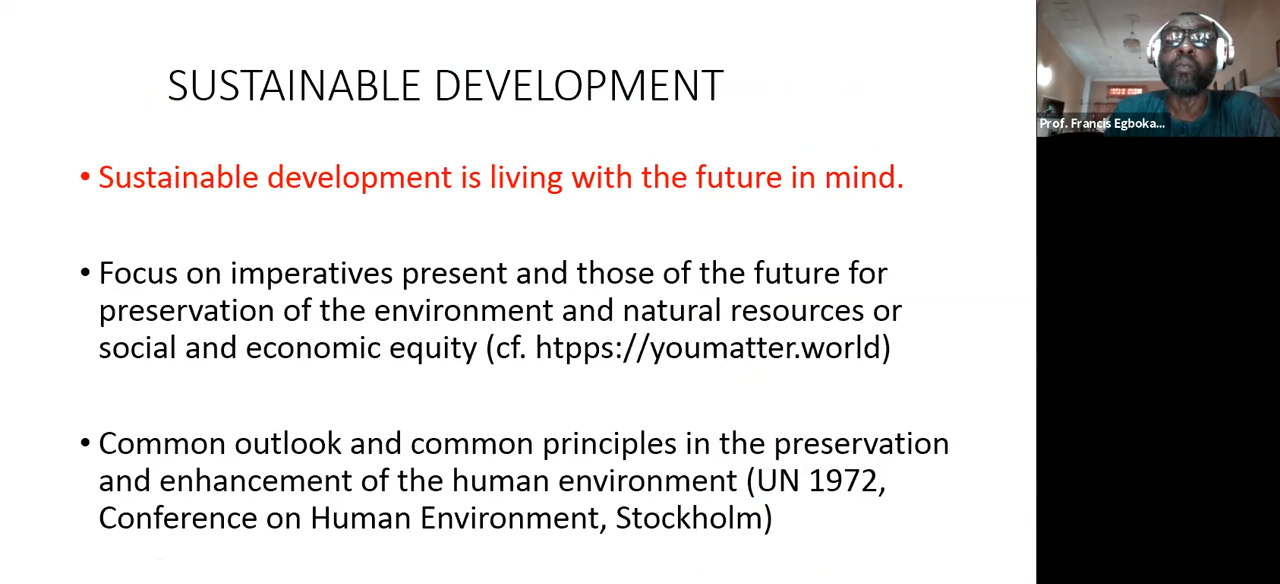 SUSTAINABLE DEVELOPMENT
• Sustainable development is living with the future in mind.
• Focus on imperatives present and those of the future for
preservation of the environment and natural resources or
social and economic equity (cf. htpps://youmatter.world)
• Common outlook and common principles in the preservation
and enhancement of the human environment (UN 1972,
Conference on Human Environment, Stockholm)
Prof. Francis Egboka...